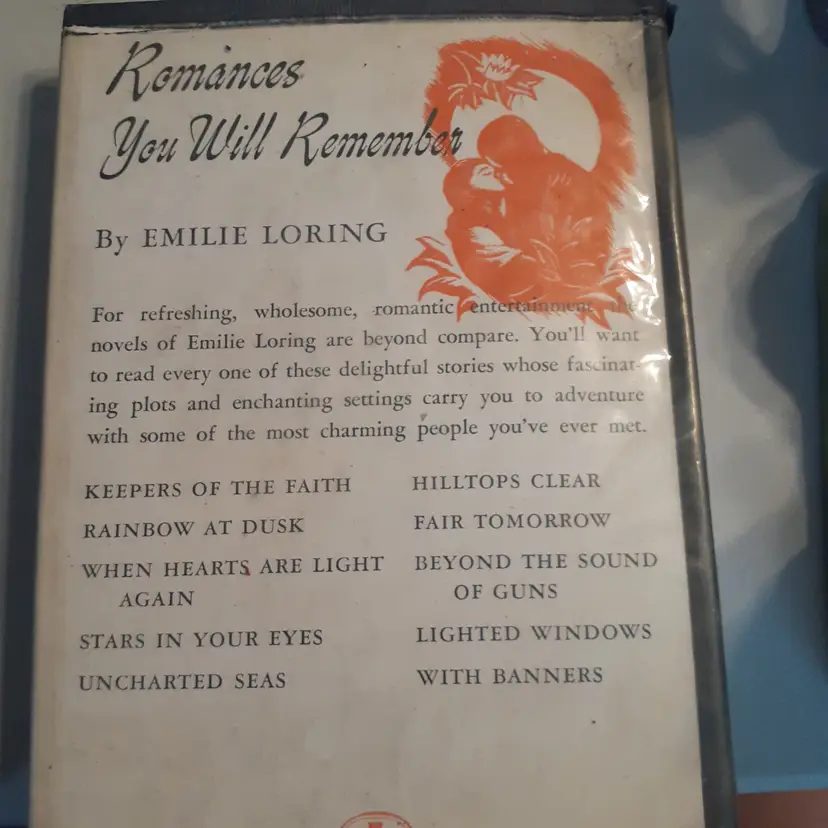 Romances
You Will Remember
By EMILIE LORING
For refreshing, wholesome, romantic entertainment the
novels of Emilie Loring are beyond compare. You'll want
to read every one of these delightful stories whose fascinat-
ing plots and enchanting settings carry you to adventure
with some of the most charming people you've ever met.
KEEPERS OF THE FAITH
RAINBOW AT DUSK
WHEN HEARTS ARE LIGHT
AGAIN
STARS IN YOUR EYES
UNCHARTED SEAS
HILLTOPS CLEAR
FAIR TOMORROW
BEYOND THE SOUND
OF GUNS
LIGHTED WINDOWS
WITH BANNERS